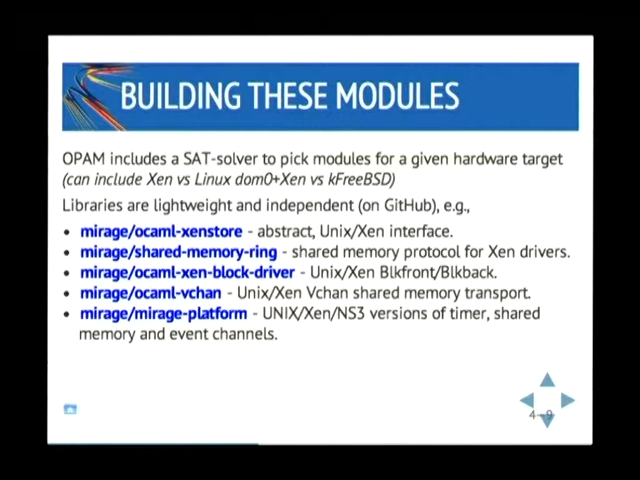 BUILDING THESE MODULES
OPAM includes a SAT-solver to pick modules for a given hardware target
(can include Xen vs Linux dom0+Xen vs kFreeBSD)
Libraries are lightweight and independent (on GitHub), e.g.,
• mirage/ocaml-xenstore - abstract, Unix/Xen interface.
• mirage/shared-memory-ring - shared memory protocol for Xen drivers.
• mirage/ocaml-xen-block-driver - Unix/Xen Blkfront/Blkback.
• mirage/ocaml-vchan - Unix/Xen Vchan shared memory transport.
• mirage/mirage-platform - UNIX/Xen/NS3 versions of timer, shared
memory and event channels.